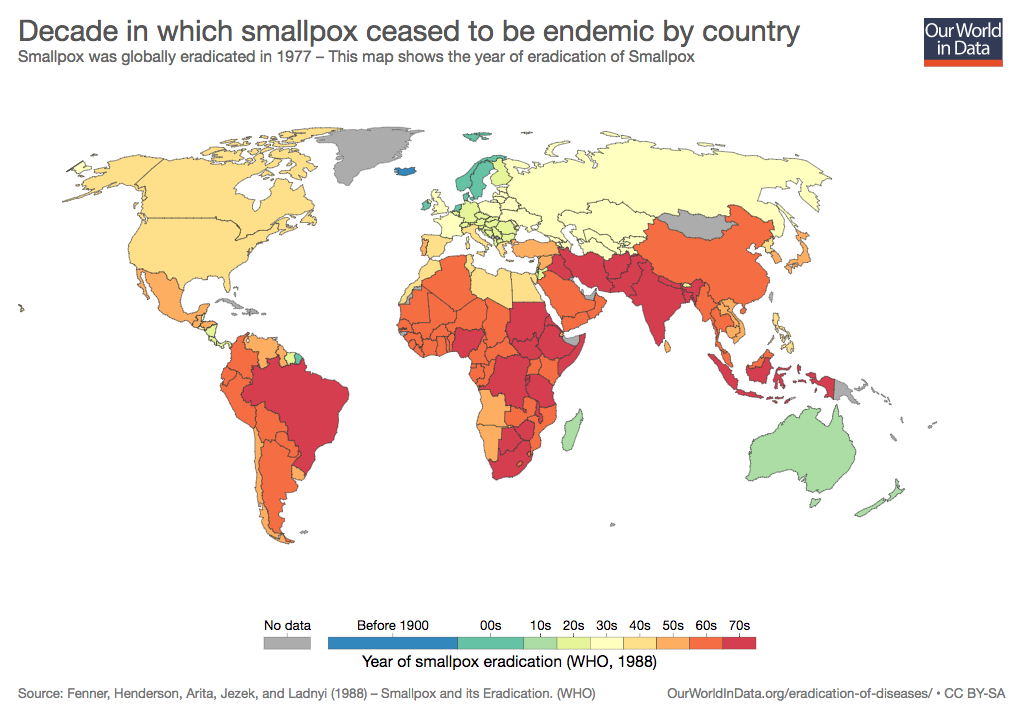 Decade in which smallpox ceased to be endemic by country
Smallpox was globally eradicated in 1977 – This map shows the year of eradication of Smallpox
Our World
in Data
No data
Before 1900
00s
10s
20s
30s
40s
50s
60s
70s
Year of smallpox eradication (WHO, 1988)
Source: Fenner, Henderson, Arita, Jezek, and Ladnyi (1988) – Smallpox and its Eradication. (WHO)
OurWorldInData.org/eradication-of-diseases/ • CC BY-SA